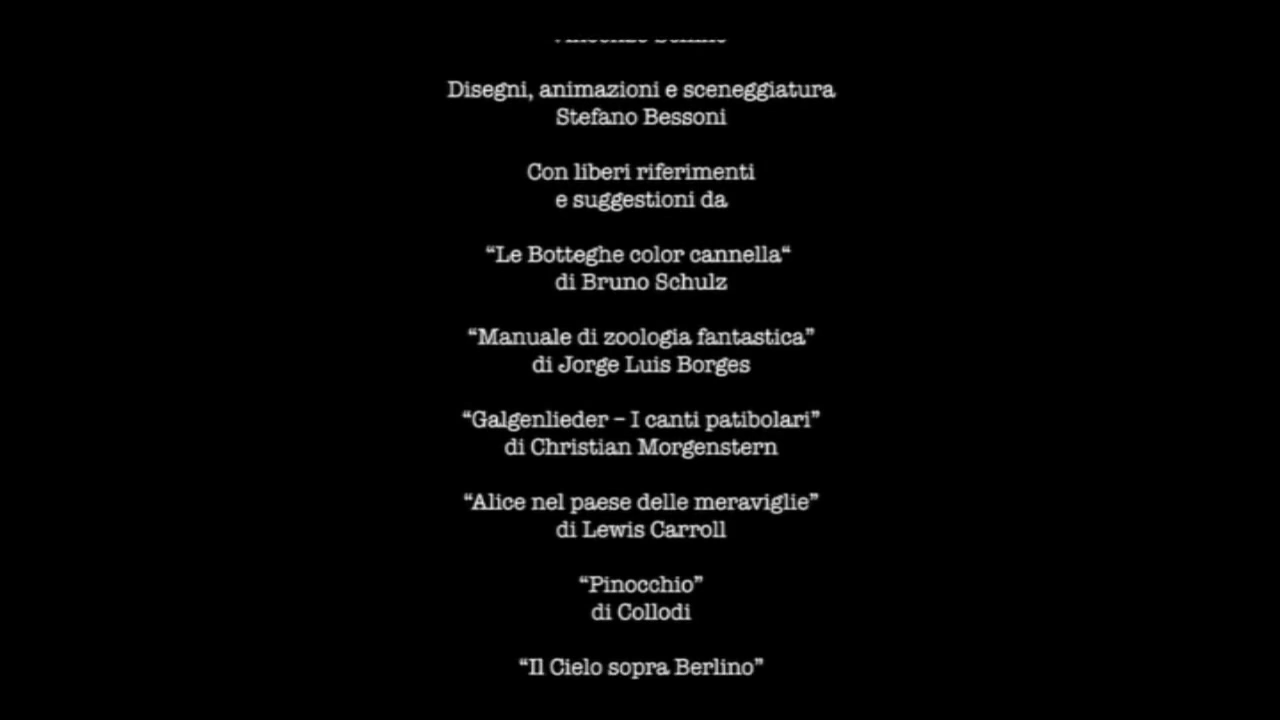 Disegni, animazioni e sceneggiatura
Stefano Bessoni
Con liberi riferimenti
e suggestioni da
“Le Botteghe color cannella“
di Bruno Schulz
“Manuale di zoologia fantastica”
di Jorge Luis Borges
“Galgenlieder – I canti patibolari”
di Christian Morgenstern
“Alice nel paese delle meraviglie”
di Lewis Carroll
“Pinocchio”
di Collodi
“Il Cielo sopra Berlino”